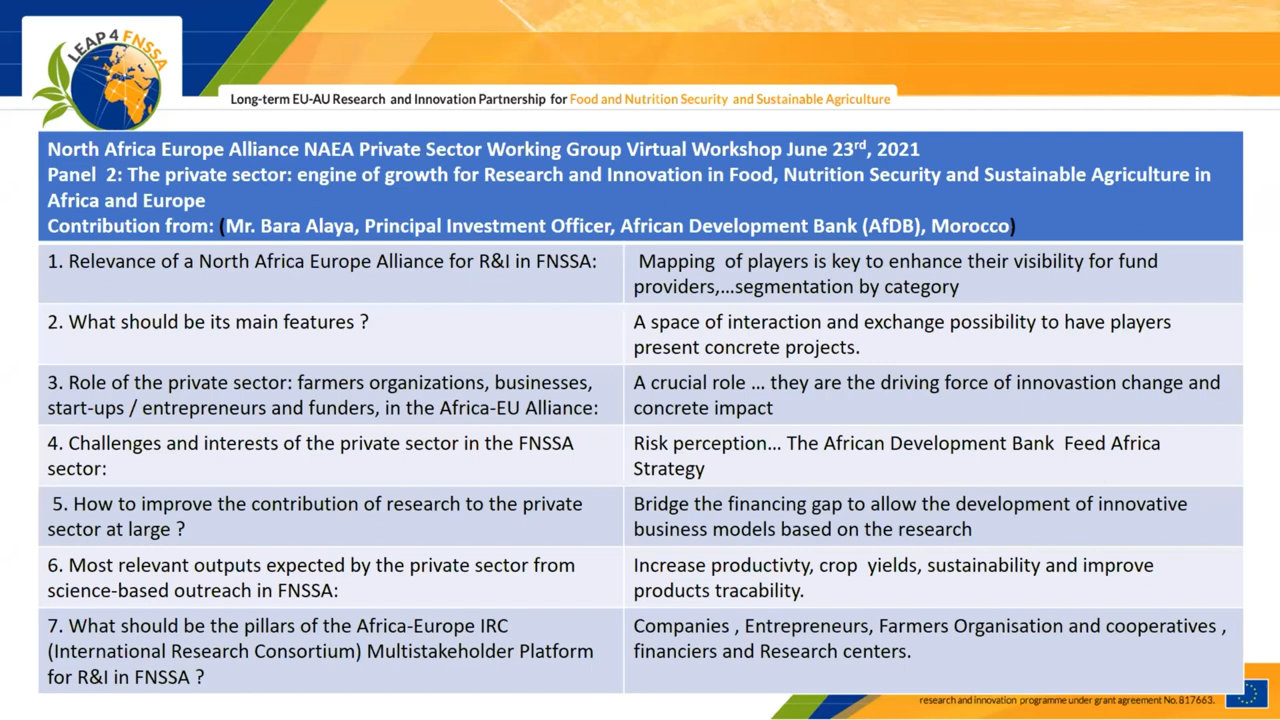 LEAP 4 FNSSA
Long-term EU-AU Research and Innovation Partnership for Food and Nutrition Security and Sustainable Agriculture
North Africa Europe Alliance NAEA Private Sector Working Group Virtual Workshop June 23rd, 2021
Panel 2: The private sector: engine of growth for Research and Innovation in Food, Nutrition Security and Sustainable Agriculture in
Africa and Europe
Contribution from: (Mr. Bara Alaya, Principal Investment Officer, African Development Bank (AfDB), Morocco)
1. Relevance of a North Africa Europe Alliance for R&I in FNSSA:
Mapping of players is key to enhance their visibility for fund
providers,...segmentation by category
2. What should be its main features ?
A space of interaction and exchange possibility to have players
present concrete projects.
3. Role of the private sector: farmers organizations, businesses,
start-ups / entrepreneurs and funders, in the Africa-EU Alliance:
A crucial role ... they are the driving force of innovastion change and
concrete impact
4. Challenges and interests of the private sector in the FNSSA
sector:
Risk perception... The African Development Bank Feed Africa
Strategy
5. How to improve the contribution of research to the private
sector at large ?
Bridge the financing gap to allow the development of innovative
business models based on the research
6. Most relevant outputs expected by the private sector from
science-based outreach in FNSSA:
Increase productivty, crop yields, sustainability and improve
products tracability.
7. What should be the pillars of the Africa-Europe IRC
(International Research Consortium) Multistakeholder Platform
for R&I in FNSSA ?
Companies , Entrepreneurs, Farmers Organisation and cooperatives ,
financiers and Research centers.
research and innovation programme under grant agreement No. 817663.